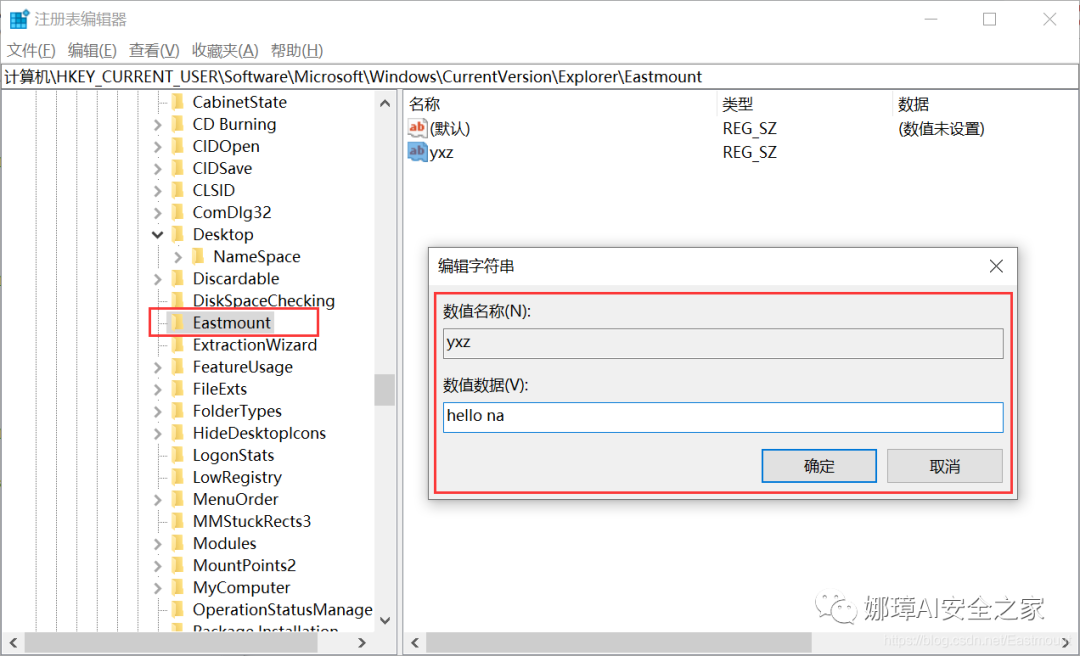 注册表编辑器
文件(F) 编辑(E) 查看(V) 收藏夹(A) 帮助(H)
计算机\HKEY_CURRENT_USER\Software\Microsoft\Windows\CurrentVersion\Explorer\Eastmount
CabinetState
CD Burning
CIDOpen
CIDSave
CLSID
ComDlg32
Desktop
NameSpace
Discardable
DiskSpaceChecking
Eastmount
ExtractionWizard
FeatureUsage
FileExts
FolderTypes
HideDesktopIcons
LogonStats
LowRegistry
MenuOrder
MMStuckRects3
Modules
MountPoints2
MyComputer
OperationStatusManage
Package Installation
名称 类型 数据
ab (默认) REG_SZ (数值未设置)
ab yxz REG_SZ
编辑字符串
数值名称(N):
yxz
数值数据(V):
hello na
确定 取消
娜璋AI安全之家
https://blog.csdn.net/Eastmount